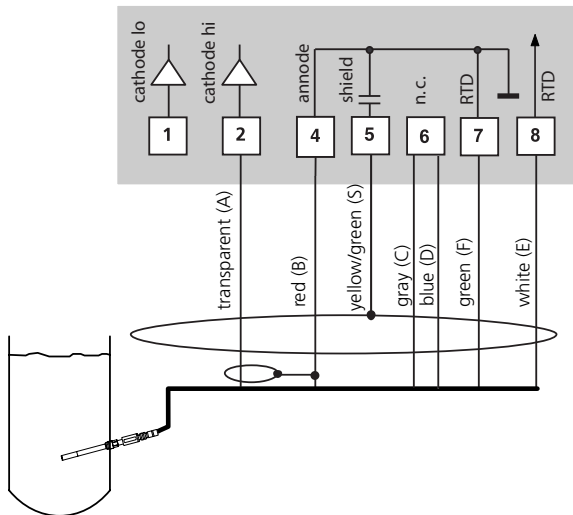 cathode lo
cathode hi
annode
shield
n.c.
RTD
RTD
1
2
4
5
6
7
8
transparent (A)
red (B)
yellow/green (S)
gray (C)
blue (D)
green (F)
white (E)